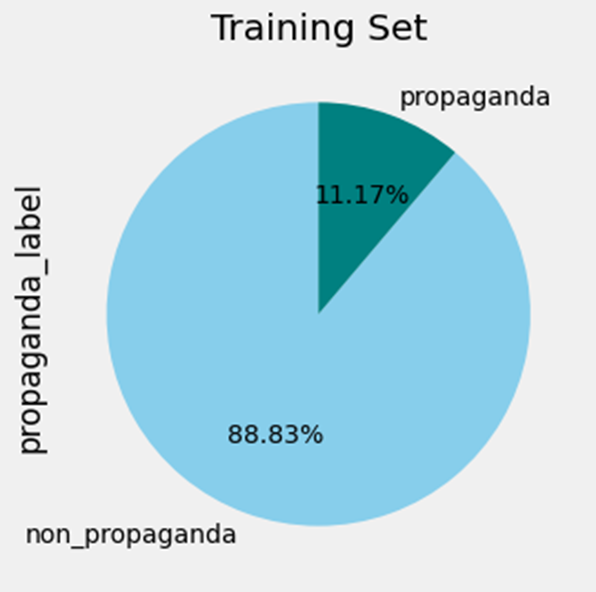 Training Set
propaganda
11.17%
propaganda_label
88.83%
non_propaganda